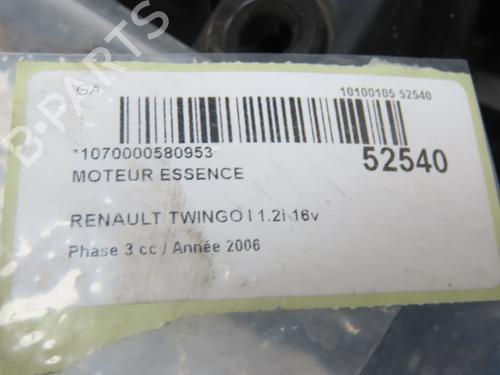 GA
10100105 52540
*1070000580953
52540
MOTEUR ESSENCE
RENAULT TWINGO I 1.2i 16v
Phase 3 cc / Année 2006
B-PARTS